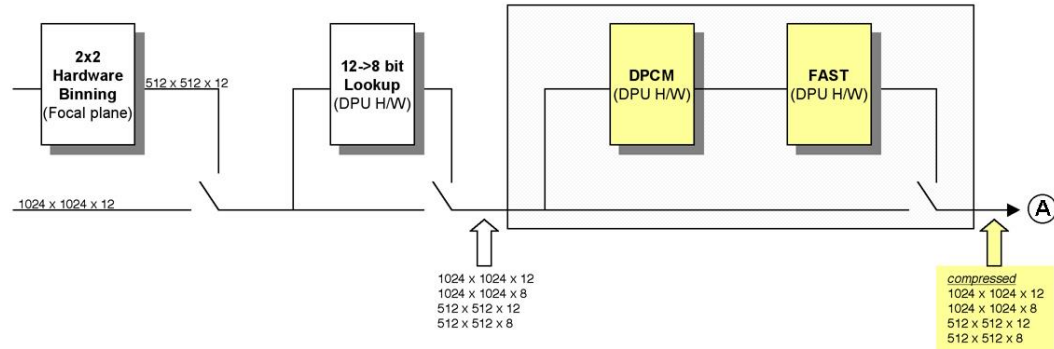 2x2
Hardware
Binning
(Focal plane)
512 x 512 x 12
12->8 bit
Lookup
(DPU H/W)
DPCM
(DPU H/W)
FAST
(DPU H/W)
1024 x 1024 x 12
A
1024 x 1024 x 12
1024 x 1024 x 8
512 x 512 x 12
512 x 512 x 8
compressed
1024 x 1024 x 12
1024 x 1024 x 8
512 x 512 x 12
512 x 512 x 8